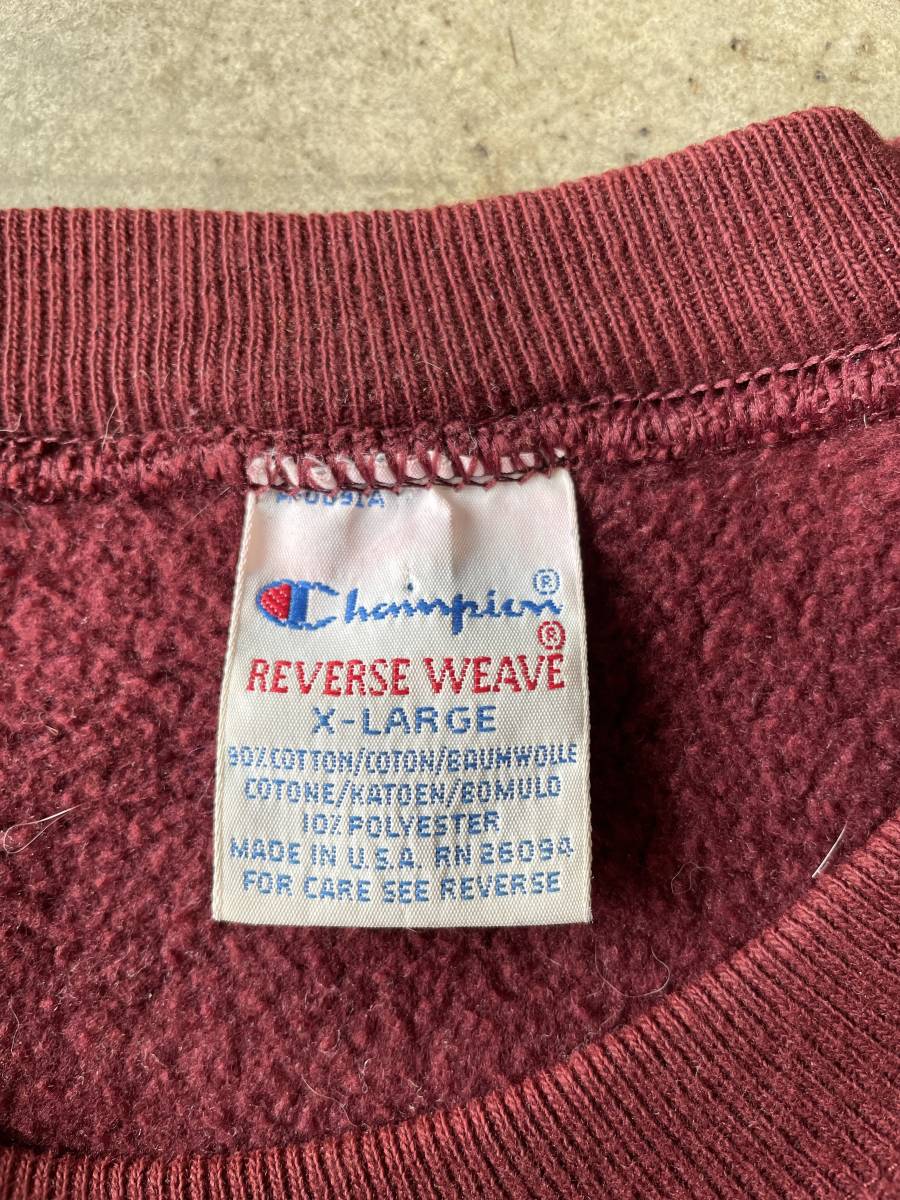 Champion®
®
REVERSE WEAVE
X-LARGE
90% COTTON/COTON/BAUMWOLLE
COTONE/KATOEN/BOMULD
10% POLYESTER
MADE IN U.S.A. RN 26094
FOR CARE SEE REVERSE